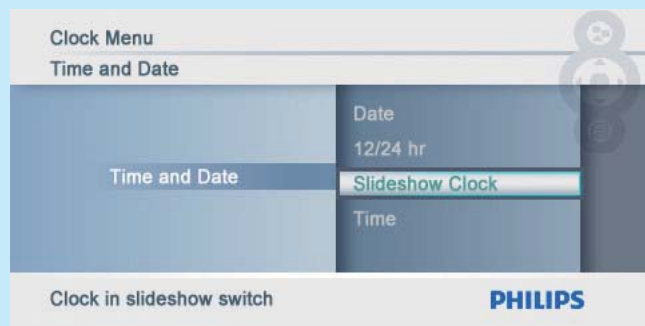 Clock Menu
Time and Date
Date
12/24 hr
Time and Date
Slideshow Clock
Time
Clock in slideshow switch
PHILIPS